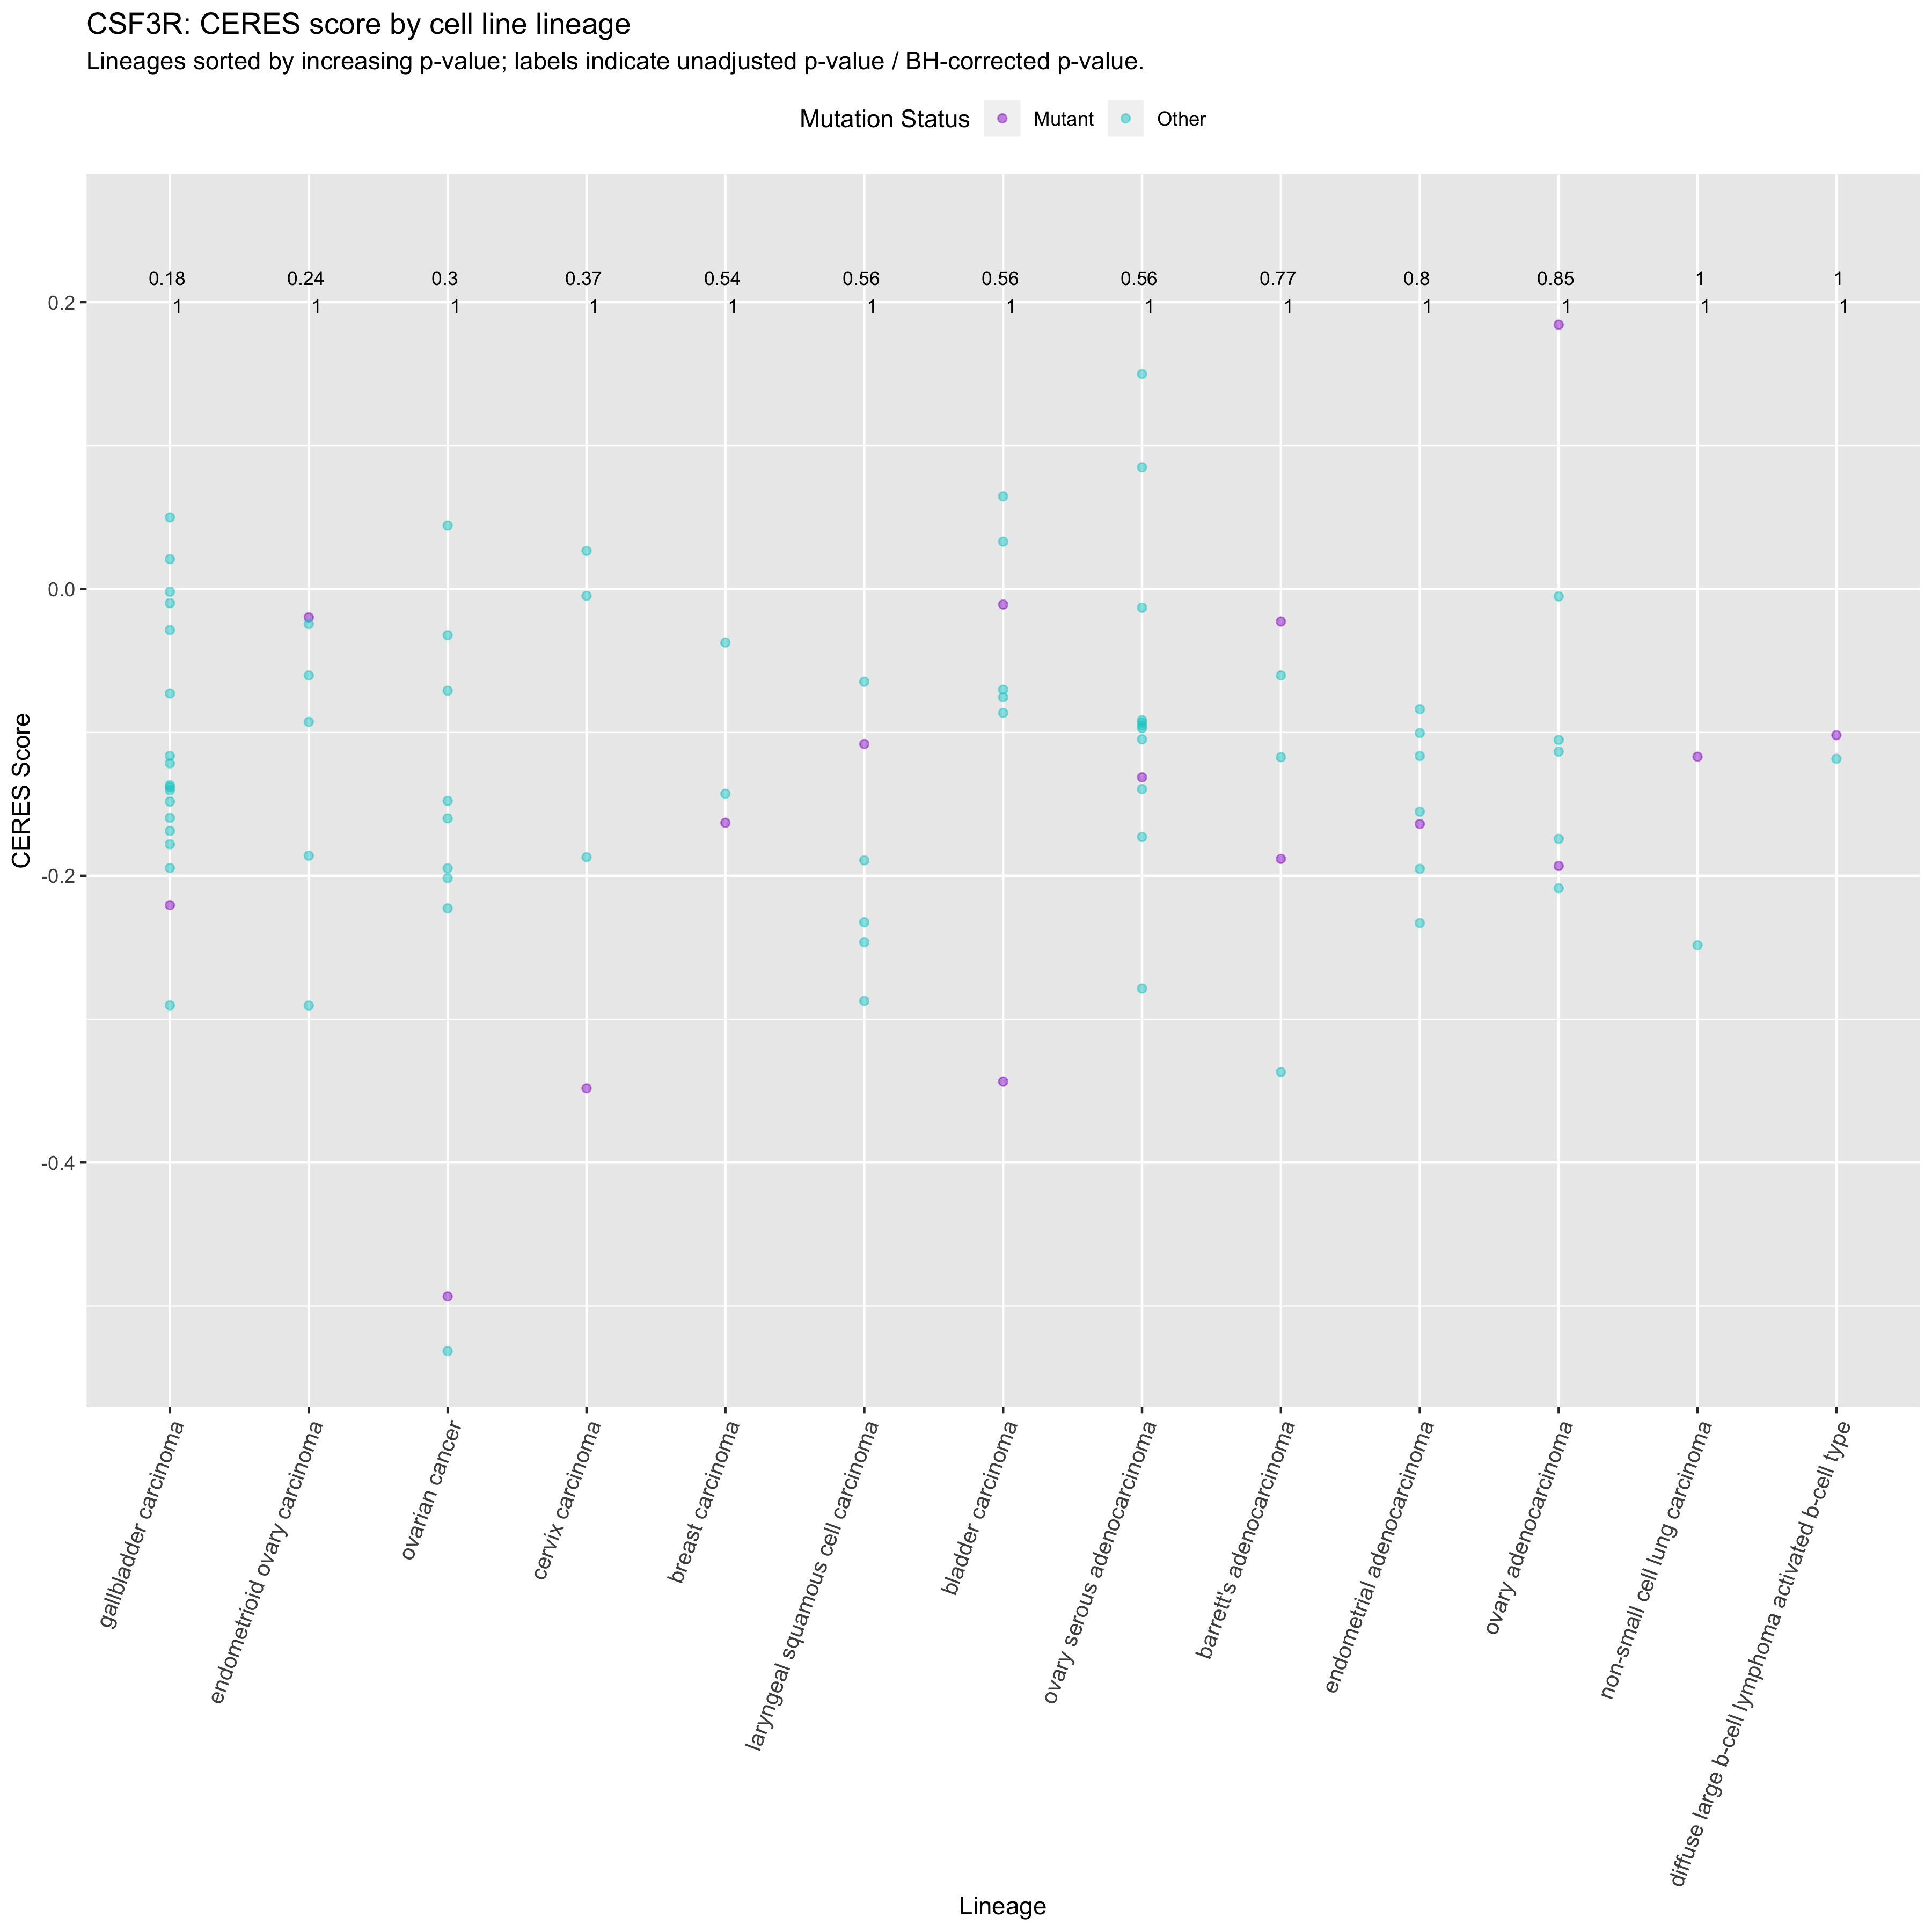 CSF3R: CERES score by cell line lineage
Lineages sorted by increasing p-value; labels indicate unadjusted p-value / BH-corrected p-value.
Mutation Status Mutant Other
0.18 0.24 0.3 0.37 0.54 0.56 0.56 0.56 0.77 0.8 0.85 1 1
1 1 1 1 1 1 1 1 1 1 1 1 1
0.2
0.0
-0.2
-0.4
CERES Score
gallbladder carcinoma
endometrioid ovary carcinoma
ovarian cancer
cervix carcinoma
breast carcinoma
laryngeal squamous cell carcinoma
bladder carcinoma
ovary serous adenocarcinoma
barrett's adenocarcinoma
endometrial adenocarcinoma
ovary adenocarcinoma
non-small cell lung carcinoma
diffuse large b-cell lymphoma activated b-cell type
Lineage